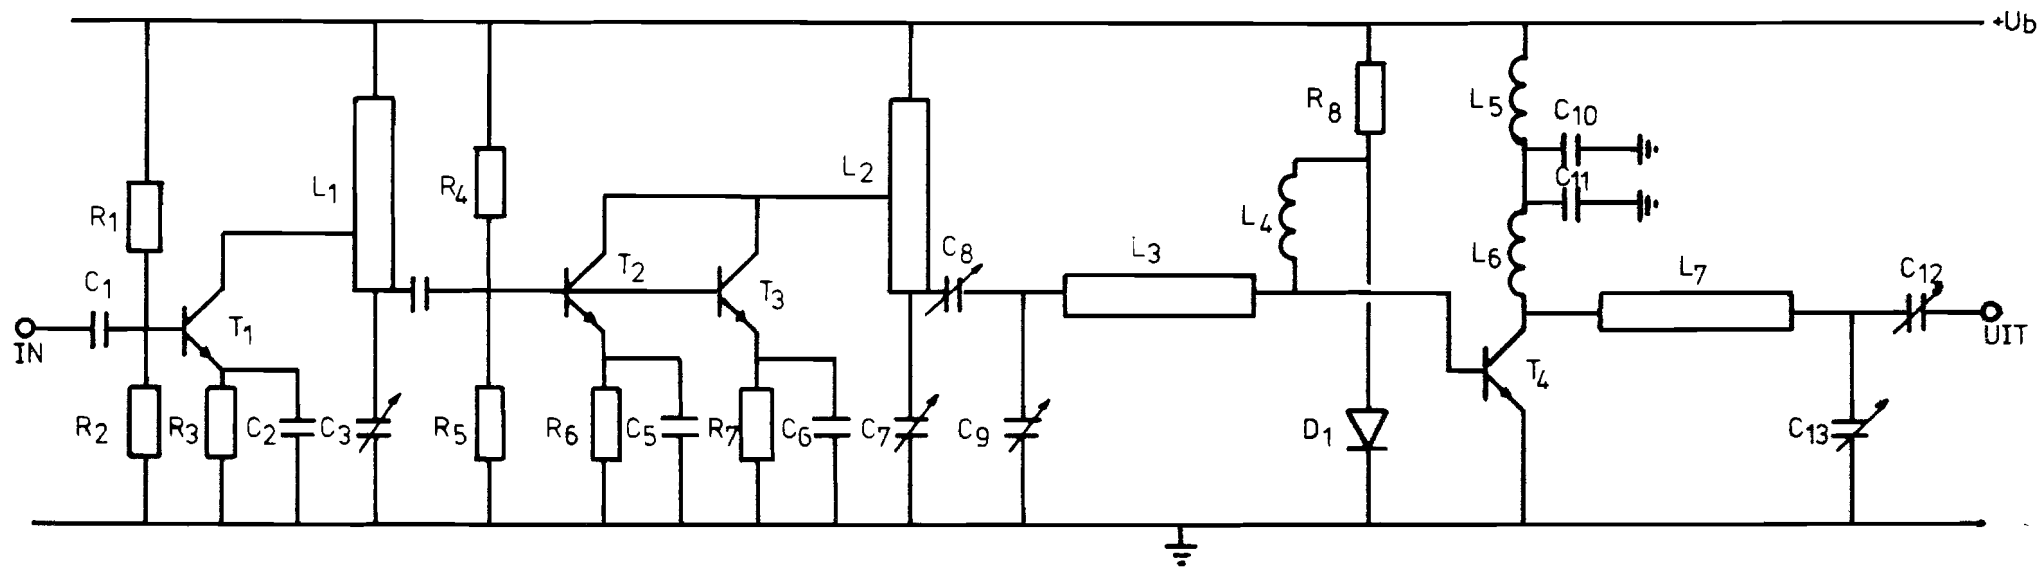 +Ub
R8
L5
C10
L2
L1
R4
C11
R1
L4
C8
L3
L6
T2
L7
C12
C1
T3
T1
IN
UIT
T4
R2
R3
C2
C3
R5
R6
C5
R7
C6
C7
C9
D1
C13